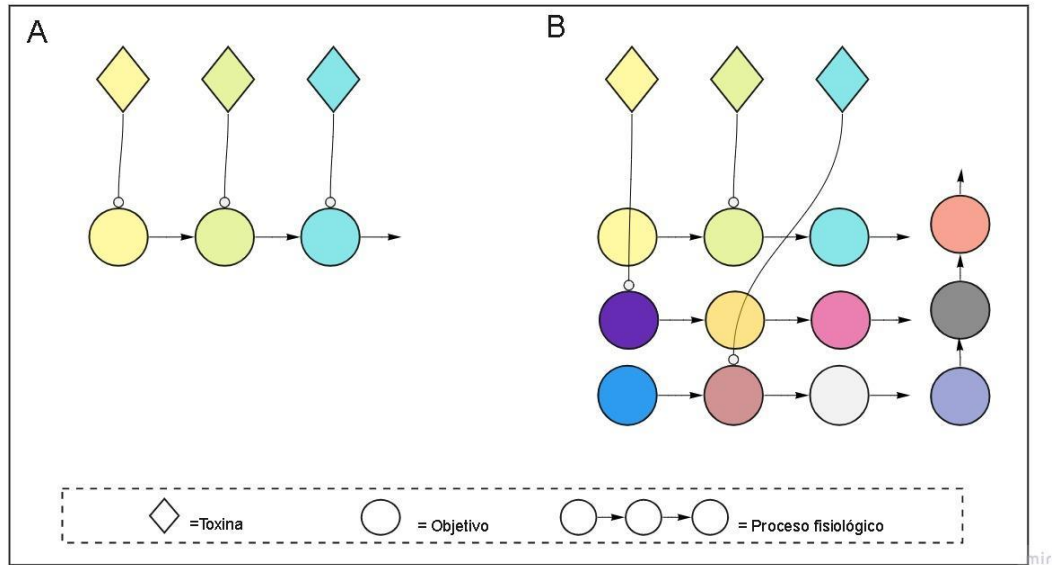 A
B
=Toxina
= Objetivo
= Proceso fisiológico